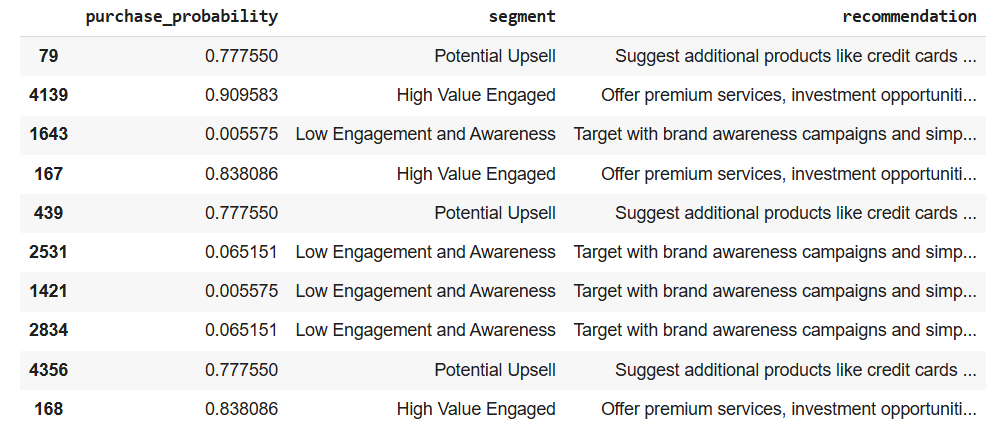 purchase_probability segment recommendation
79 0.777550 Potential Upsell Suggest additional products like credit cards ...
4139 0.909583 High Value Engaged Offer premium services, investment opportuniti...
1643 0.005575 Low Engagement and Awareness Target with brand awareness campaigns and simp...
167 0.838086 High Value Engaged Offer premium services, investment opportuniti...
439 0.777550 Potential Upsell Suggest additional products like credit cards ...
2531 0.065151 Low Engagement and Awareness Target with brand awareness campaigns and simp...
1421 0.005575 Low Engagement and Awareness Target with brand awareness campaigns and simp...
2834 0.065151 Low Engagement and Awareness Target with brand awareness campaigns and simp...
4356 0.777550 Potential Upsell Suggest additional products like credit cards ...
168 0.838086 High Value Engaged Offer premium services, investment opportuniti...